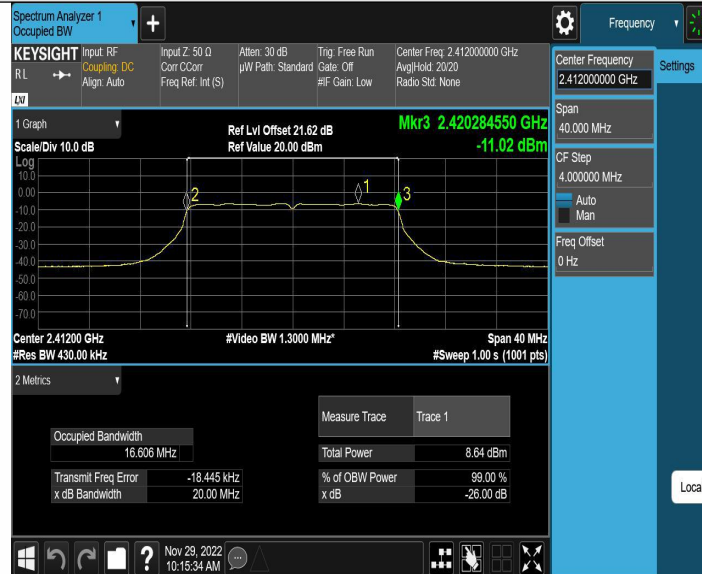 Spectrum Analyzer 1
Occupied BW
Frequency
KEYSIGHT
R L
LXI
Input: RF
Coupling: DC
Align: Auto
Input Z: 50 Ω
Corr CCorr
Freq Ref: Int (S)
Atten: 30 dB
µW Path: Standard
Trig: Free Run
Gate: Off
#IF Gain: Low
Center Freq: 2.412000000 GHz
Avg|Hold: 20/20
Radio Std: None
Center Frequency
2.412000000 GHz
Settings
Span
40.000 MHz
CF Step
4.000000 MHz
Auto
Man
Freq Offset
0 Hz
Local
1 Graph
Scale/Div 10.0 dB
Ref Lvl Offset 21.62 dB
Ref Value 20.00 dBm
Mkr3 2.420284550 GHz
-11.02 dBm
Log
10.0
0.00
-10.0
-20.0
-30.0
-40.0
-50.0
-60.0
-70.0
2
1
3
Center 2.41200 GHz
#Res BW 430.00 kHz
#Video BW 1.3000 MHz*
Span 40 MHz
#Sweep 1.00 s (1001 pts)
2 Metrics
Measure Trace Trace 1
Occupied Bandwidth
16.606 MHz
Total Power 8.64 dBm
Transmit Freq Error -18.445 kHz
% of OBW Power 99.00 %
x dB Bandwidth 20.00 MHz
x dB -26.00 dB
?
Nov 29, 2022
10:15:34 AM